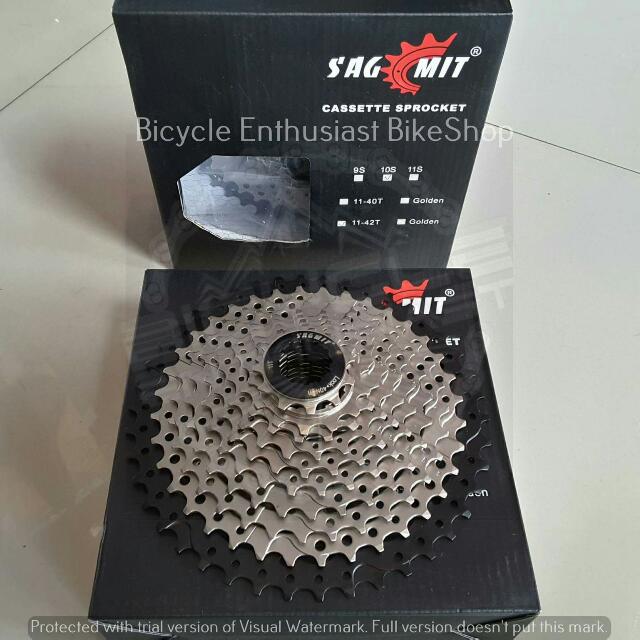 SAGMIT®
CASSETTE SPROCKET
Bicycle Enthusiast BikeShop
9S 10S 11S
11-40T Golden
11-42T Golden
MIT®
ET
SAGMIT
11T
Protected with trial version of Visual Watermark. Full version doesn't put this mark.